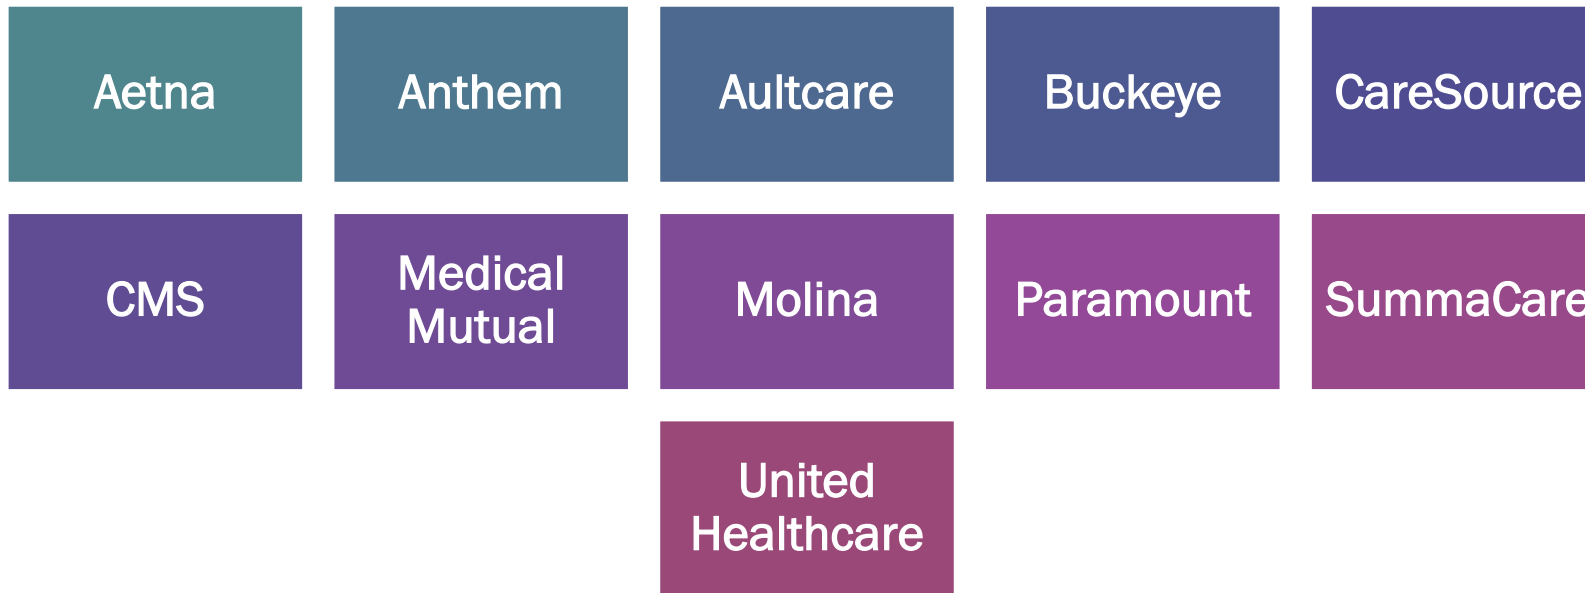 Aetna
Anthem
Aultcare
Buckeye
CareSource
CMS
Medical
Mutual
Molina
Paramount
SummaCare
United
Healthcare